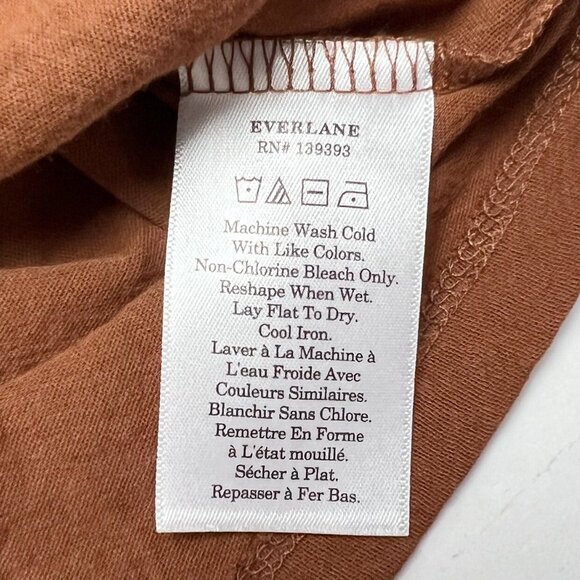 EVERLANE
RN# 139393
Machine Wash Cold
With Like Colors.
Non-Chlorine Bleach Only.
Reshape When Wet.
Lay Flat To Dry.
Cool Iron.
Laver à La Machine à
L'eau Froide Avec
Couleurs Similaires.
Blanchir Sans Chlore.
Remettre En Forme
à L'état mouillé.
Sécher à Plat.
Repasser à Fer Bas.